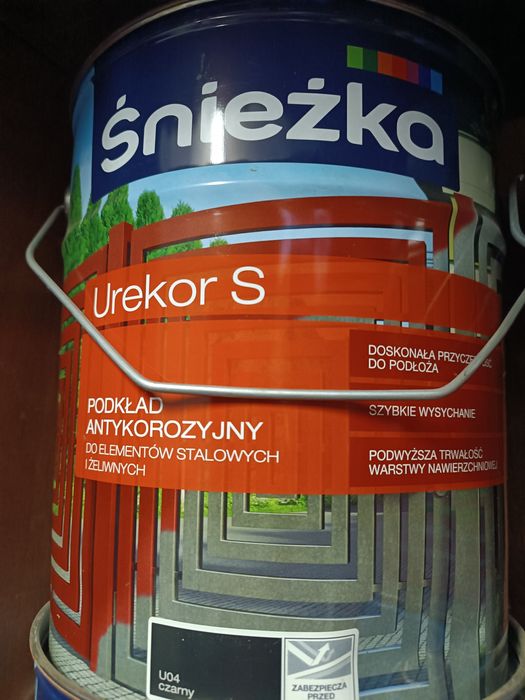 śnieżka
Urekor S
PODKŁAD
ANTYKOROZYJNY
DO ELEMENTÓW STALOWYCH
I ŻELIWNYCH
DOSKONAŁA
DO PODŁOŻA
SZYBKIE WYSYCHANIE
PODWYŻSZA TRWAŁOŚĆ
WARSTWY NAWIERZCHNIOWEJ
U04
czarny
ZABEZPIECZA
PRZED